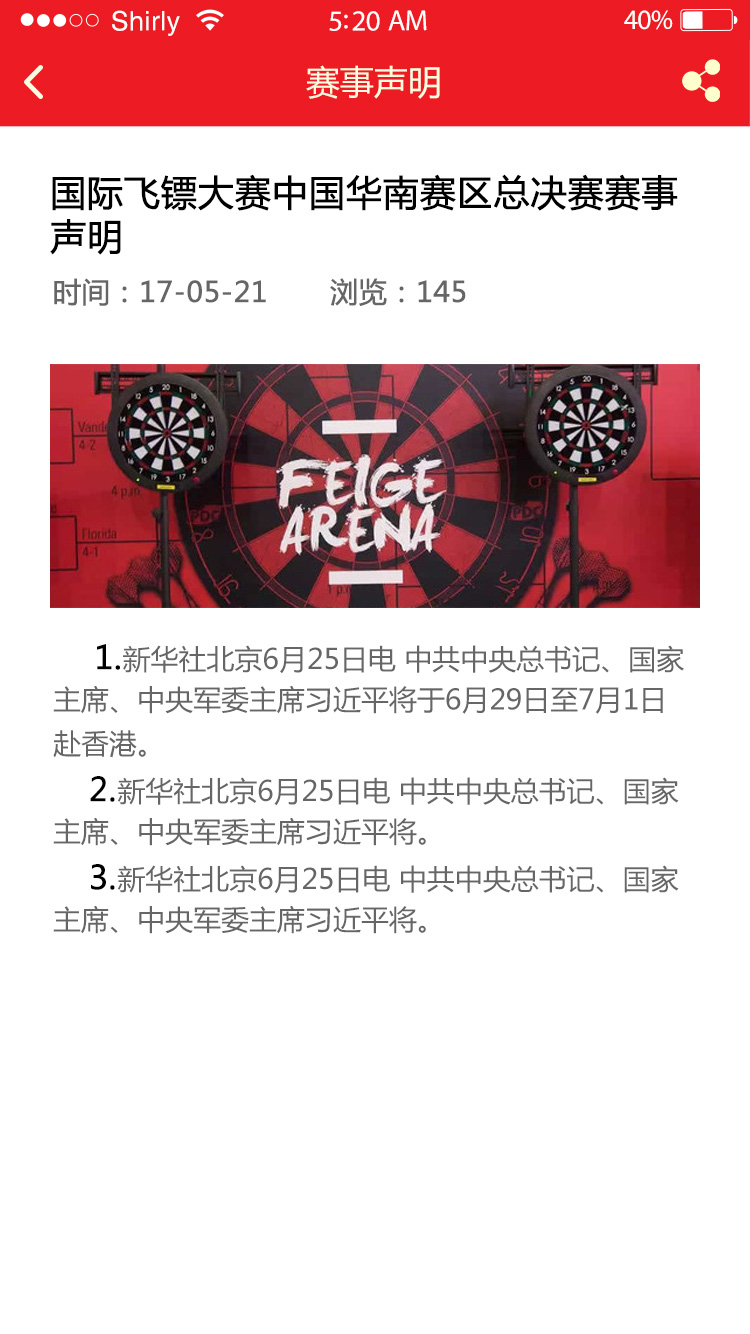 Shirly
5:20 AM
40%
赛事声明
国际飞镖大赛中国华南赛区总决赛赛事
声明
时间：17-05-21 浏览：145
FEIGE
ARENA
Florida
4-2
4-1
4 p.m.
PDC
PDC
1.新华社北京6月25日电 中共中央总书记、国家
主席、中央军委主席习近平将于6月29日至7月1日
赴香港。
2.新华社北京6月25日电 中共中央总书记、国家
主席、中央军委主席习近平将。
3.新华社北京6月25日电 中共中央总书记、国家
主席、中央军委主席习近平将。